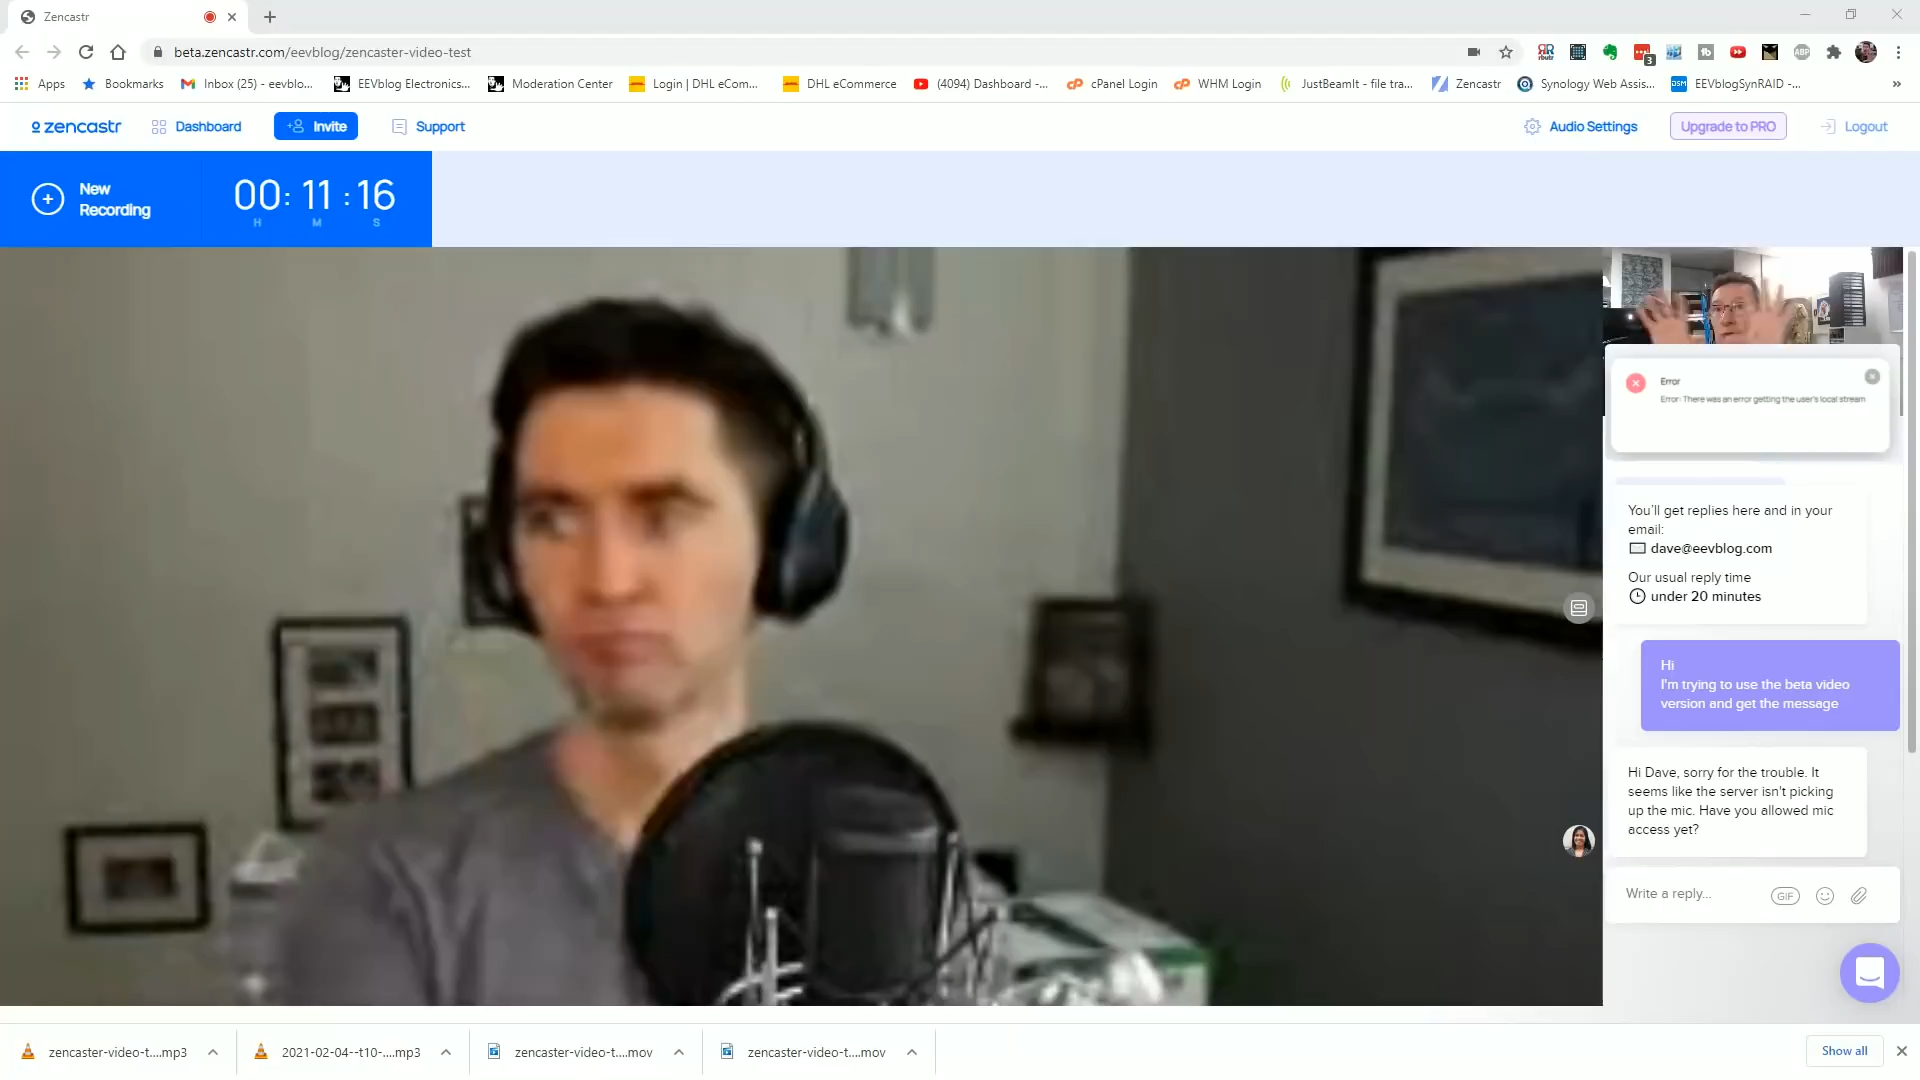 Zencastr
beta.zencastr.com/eevblog/zencaster-video-test
3
ABP
Apps
Bookmarks
Inbox (25) - eevblo...
EEVblog Electronics...
Moderation Center
Login | DHL eCom...
DHL eCommerce
(4094) Dashboard -...
cPanel Login
WHM Login
JustBeamIt - file tra...
Zencastr
Synology Web Assis...
EEVblogSynRAID -...
»
zencastr
Dashboard
Invite
Support
Audio Settings
Upgrade to PRO
Logout
New
Recording
00: 11 :16
H M S
Error
Error: There was an error getting the user's local stream
You'll get replies here and in your
email:
dave@eevblog.com
Our usual reply time
under 20 minutes
Hi
I'm trying to use the beta video
version and get the message
Hi Dave, sorry for the trouble. It
seems like the server isn't picking
up the mic. Have you allowed mic
access yet?
Write a reply...
GIF
zencaster-video-t....mp3
2021-02-04--t10-....mp3
zencaster-video-t....mov
zencaster-video-t....mov
Show all